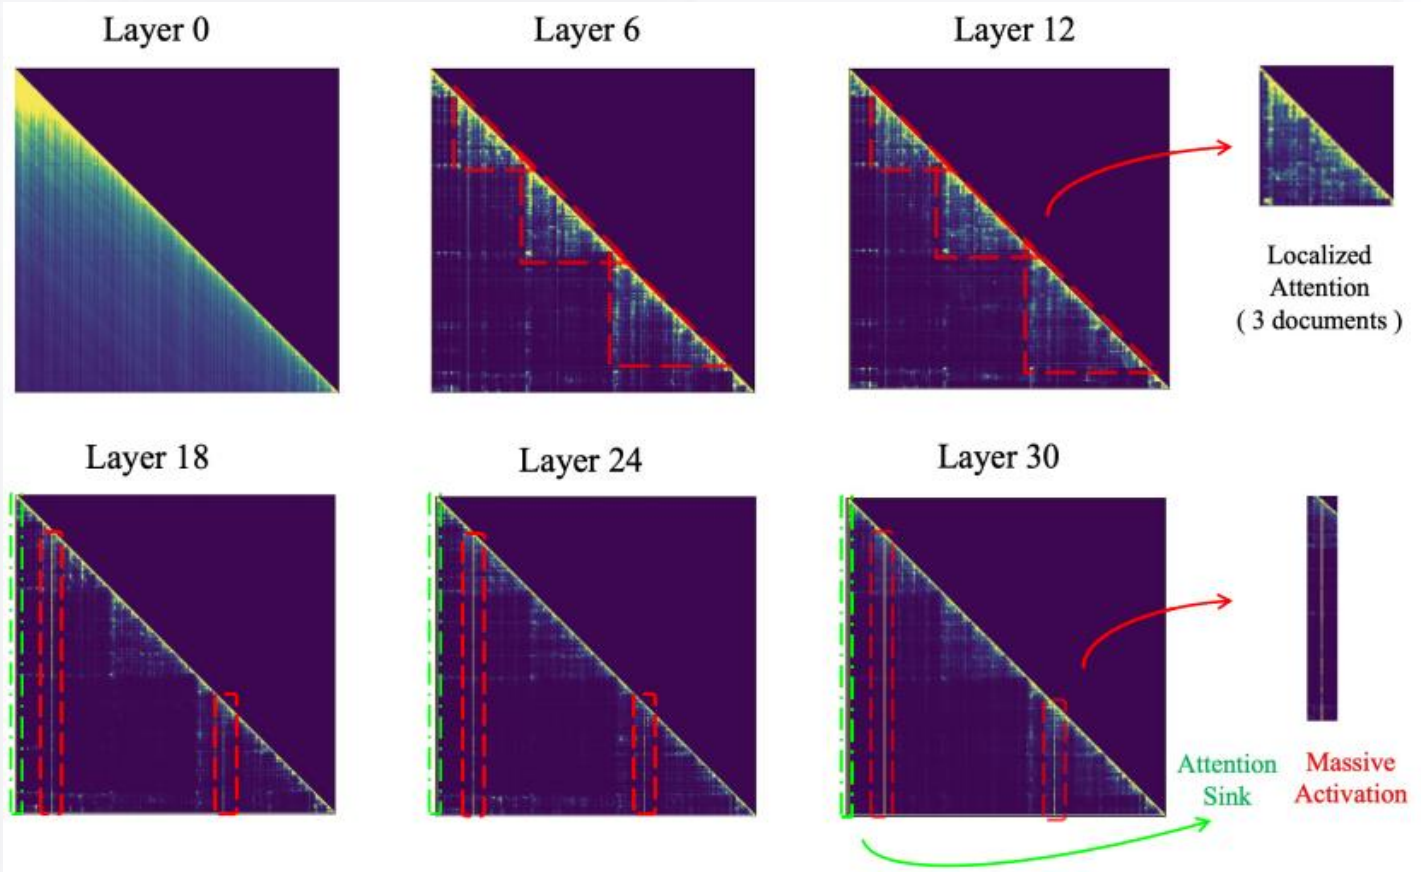 Layer 0
Layer 6
Layer 12
Localized
Attention
( 3 documents )
Layer 18
Layer 24
Layer 30
Attention
Sink
Massive
Activation